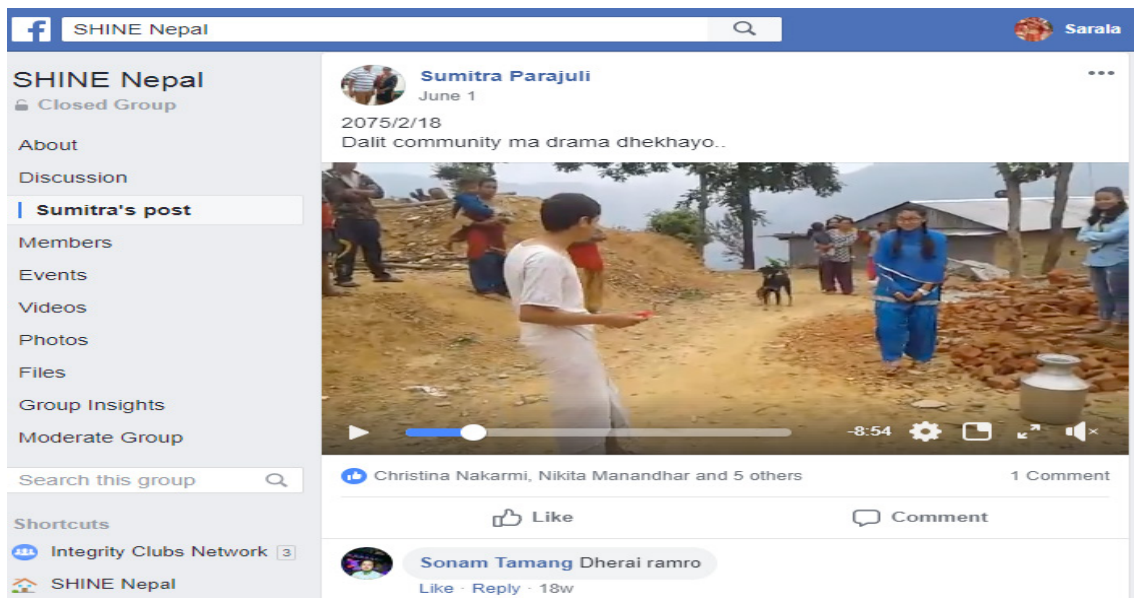 f SHINE Nepal
Sarala
SHINE Nepal
Closed Group
About
Discussion
Sumitra's post
Members
Events
Videos
Photos
Files
Group Insights
Moderate Group
Search this group
Shortcuts
Integrity Clubs Network 3
SHINE Nepal
Sumitra Parajuli
June 1
2075/2/18
Dalit community ma drama dhekhayo..
-8:54
Christina Nakarmi, Nikita Manandhar and 5 others 1 Comment
Like Comment
Sonam Tamang Dherai ramro
Like · Reply · 18w